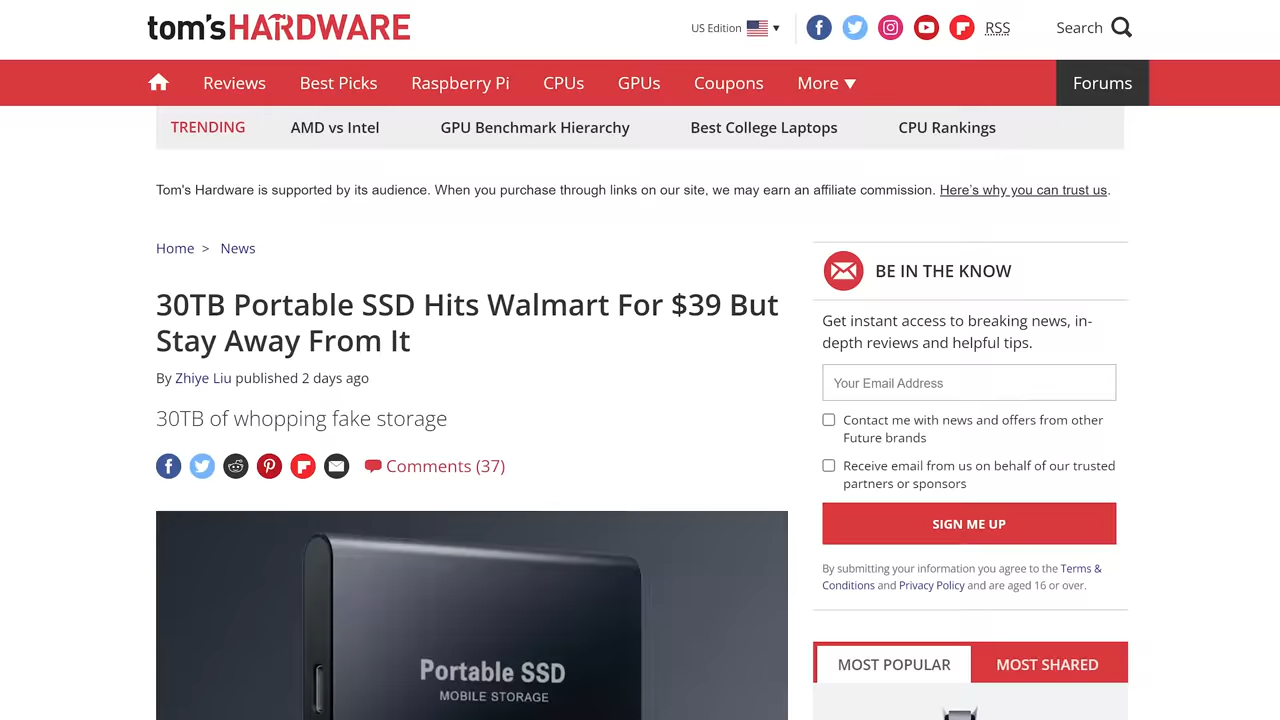 tom'sHARDWARE
US Edition
RSS
Search
Reviews
Best Picks
Raspberry Pi
CPUs
GPUs
Coupons
More
Forums
TRENDING
AMD vs Intel
GPU Benchmark Hierarchy
Best College Laptops
CPU Rankings
Tom's Hardware is supported by its audience. When you purchase through links on our site, we may earn an affiliate commission. Here's why you can trust us.
Home > News
30TB Portable SSD Hits Walmart For $39 But
Stay Away From It
By Zhiye Liu published 2 days ago
30TB of whopping fake storage
Comments (37)
Portable SSD
MOBILE STORAGE
BE IN THE KNOW
Get instant access to breaking news, in-
depth reviews and helpful tips.
Your Email Address
Contact me with news and offers from other
Future brands
Receive email from us on behalf of our trusted
partners or sponsors
SIGN ME UP
By submitting your information you agree to the Terms &
Conditions and Privacy Policy and are aged 16 or over.
MOST POPULAR
MOST SHARED